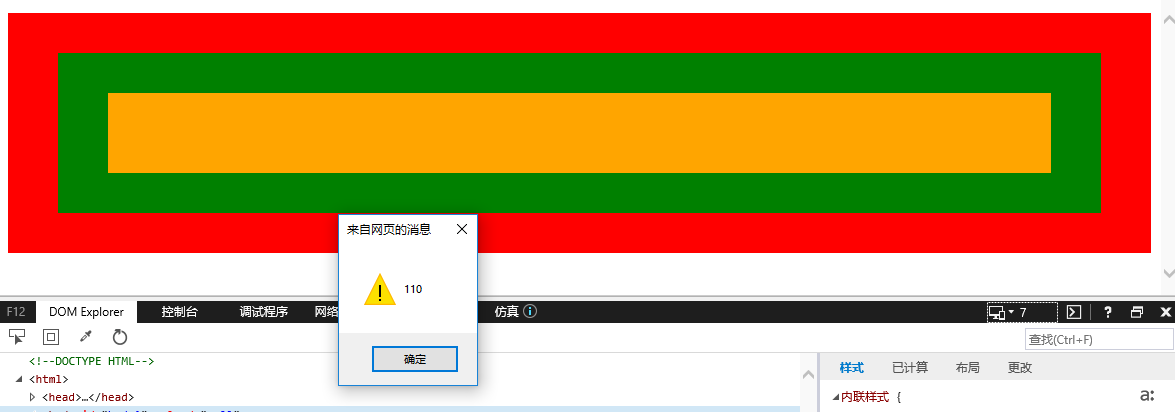 来自网页的消息
110
确定
F12 DOM Explorer 控制台 调试程序 网络 仿真 7
查找(Ctrl+F)
<!--DOCTYPE HTML-->
<html>
<head>…</head>
样式 已计算 布局 更改
内联样式 {
a: